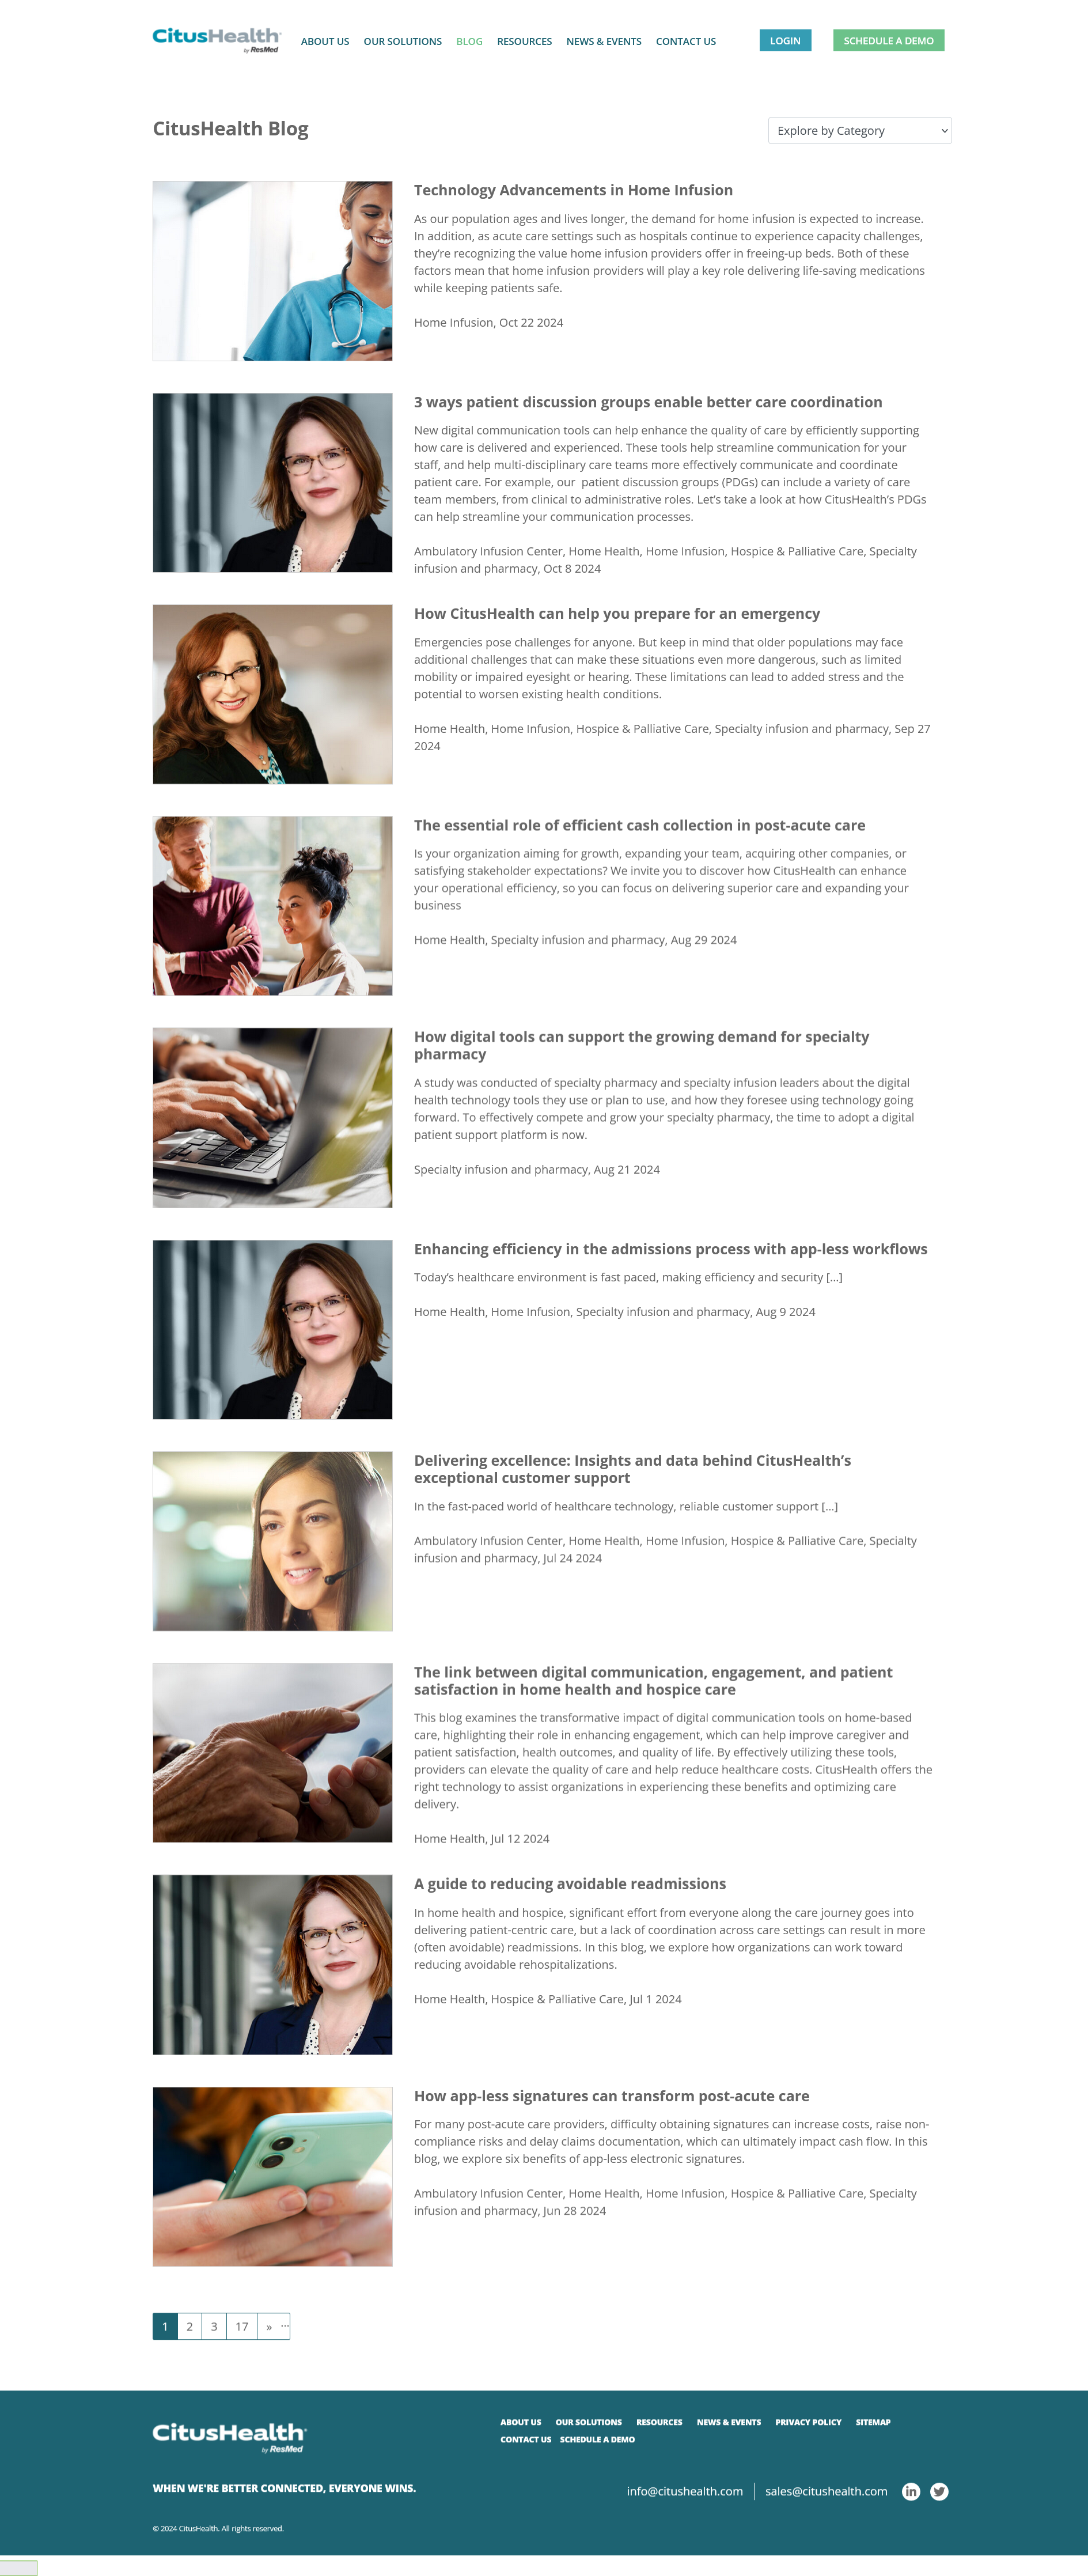 CitusHealth
by ResMed
ABOUT US OUR SOLUTIONS BLOG RESOURCES NEWS & EVENTS CONTACT US LOGIN SCHEDULE A DEMO
CitusHealth Blog
Explore by Category
Technology Advancements in Home Infusion
As our population ages and lives longer, the demand for home infusion is expected to increase.
In addition, as acute care settings such as hospitals continue to experience capacity challenges,
they’re recognizing the value home infusion providers offer in freeing-up beds. Both of these
factors mean that home infusion providers will play a key role delivering life-saving medications
while keeping patients safe.
Home Infusion, Oct 22 2024
3 ways patient discussion groups enable better care coordination
New digital communication tools can help enhance the quality of care by efficiently supporting
how care is delivered and experienced. These tools help streamline communication for your
staff, and help multi-disciplinary care teams more effectively communicate and coordinate
patient care. For example, our  patient discussion groups (PDGs) can include a variety of care
team members, from clinical to administrative roles. Let’s take a look at how CitusHealth’s PDGs
can help streamline your communication processes.
Ambulatory Infusion Center, Home Health, Home Infusion, Hospice & Palliative Care, Specialty
infusion and pharmacy, Oct 8 2024
How CitusHealth can help you prepare for an emergency
Emergencies pose challenges for anyone. But keep in mind that older populations may face
additional challenges that can make these situations even more dangerous, such as limited
mobility or impaired eyesight or hearing. These limitations can lead to added stress and the
potential to worsen existing health conditions.
Home Health, Home Infusion, Hospice & Palliative Care, Specialty infusion and pharmacy, Sep 27
2024
The essential role of efficient cash collection in post-acute care
Is your organization aiming for growth, expanding your team, acquiring other companies, or
satisfying stakeholder expectations? We invite you to discover how CitusHealth can enhance
your operational efficiency, so you can focus on delivering superior care and expanding your
business
Home Health, Specialty infusion and pharmacy, Aug 29 2024
How digital tools can support the growing demand for specialty
pharmacy
A study was conducted of specialty pharmacy and specialty infusion leaders about the digital
health technology tools they use or plan to use, and how they foresee using technology going
forward. To effectively compete and grow your specialty pharmacy, the time to adopt a digital
patient support platform is now.
Specialty infusion and pharmacy, Aug 21 2024
Enhancing efficiency in the admissions process with app-less workflows
Today’s healthcare environment is fast paced, making efficiency and security […]
Home Health, Home Infusion, Specialty infusion and pharmacy, Aug 9 2024
Delivering excellence: Insights and data behind CitusHealth’s
exceptional customer support
In the fast-paced world of healthcare technology, reliable customer support […]
Ambulatory Infusion Center, Home Health, Home Infusion, Hospice & Palliative Care, Specialty
infusion and pharmacy, Jul 24 2024
The link between digital communication, engagement, and patient
satisfaction in home health and hospice care
This blog examines the transformative impact of digital communication tools on home-based
care, highlighting their role in enhancing engagement, which can help improve caregiver and
patient satisfaction, health outcomes, and quality of life. By effectively utilizing these tools,
providers can elevate the quality of care and help reduce healthcare costs. CitusHealth offers the
right technology to assist organizations in experiencing these benefits and optimizing care
delivery.
Home Health, Jul 12 2024
A guide to reducing avoidable readmissions
In home health and hospice, significant effort from everyone along the care journey goes into
delivering patient-centric care, but a lack of coordination across care settings can result in more
(often avoidable) readmissions. In this blog, we explore how organizations can work toward
reducing avoidable rehospitalizations.
Home Health, Hospice & Palliative Care, Jul 1 2024
How app-less signatures can transform post-acute care
For many post-acute care providers, difficulty obtaining signatures can increase costs, raise non-
compliance risks and delay claims documentation, which can ultimately impact cash flow. In this
blog, we explore six benefits of app-less electronic signatures.
Ambulatory Infusion Center, Home Health, Home Infusion, Hospice & Palliative Care, Specialty
infusion and pharmacy, Jun 28 2024
1 2 3 17 » ...
CitusHealth
by ResMed
ABOUT US OUR SOLUTIONS RESOURCES NEWS & EVENTS PRIVACY POLICY SITEMAP
CONTACT US SCHEDULE A DEMO
WHEN WE'RE BETTER CONNECTED, EVERYONE WINS.
info@citushealth.com sales@citushealth.com in
© 2024 CitusHealth. All rights reserved.